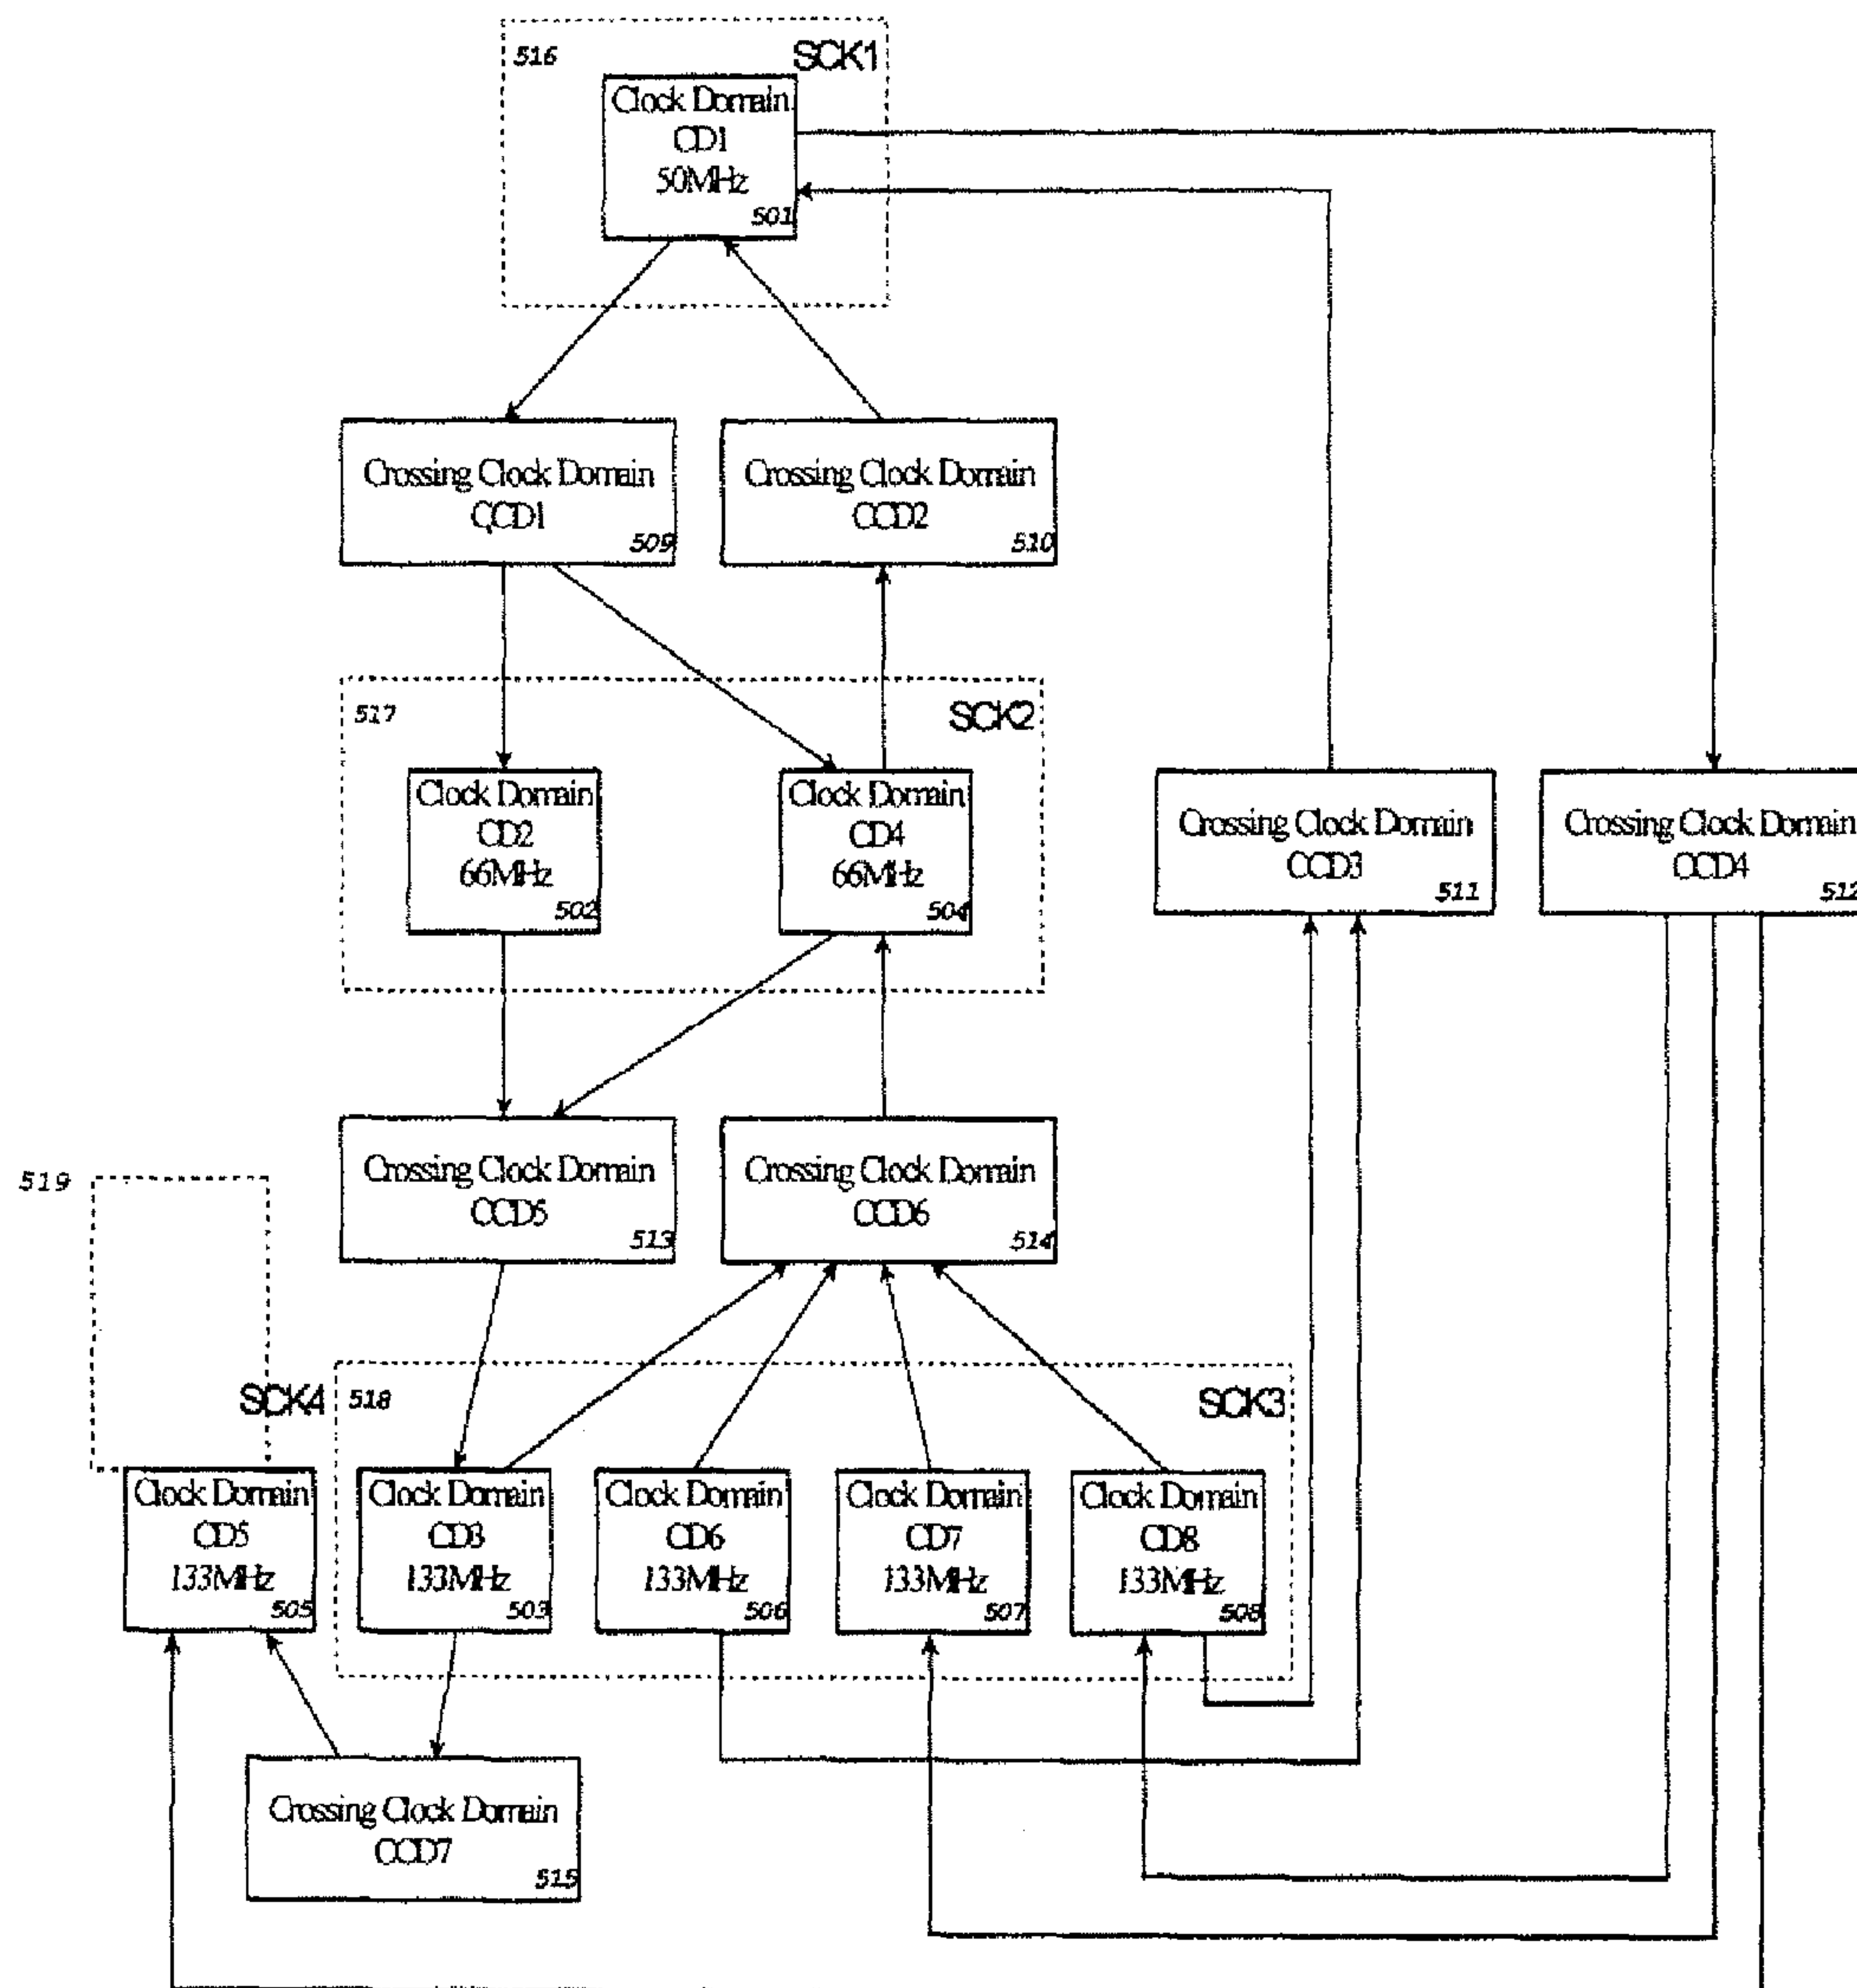 516
SCK1
Clock Domain
CD1
50MHz
501
Crossing Clock Domain
CCD1
509
Crossing Clock Domain
CCD2
510
517
SCK2
Clock Domain
CD2
66MHz
502
Clock Domain
CD4
66MHz
504
Crossing Clock Domain
CCD3
511
Crossing Clock Domain
CCD4
512
Crossing Clock Domain
CCD5
513
Crossing Clock Domain
CCD6
514
519
SCK4
518
SCK3
Clock Domain
CD5
133MHz
505
Clock Domain
CD3
133MHz
503
Clock Domain
CD6
133MHz
506
Clock Domain
CD7
133MHz
507
Clock Domain
CD8
133MHz
508
Crossing Clock Domain
CCD7
515